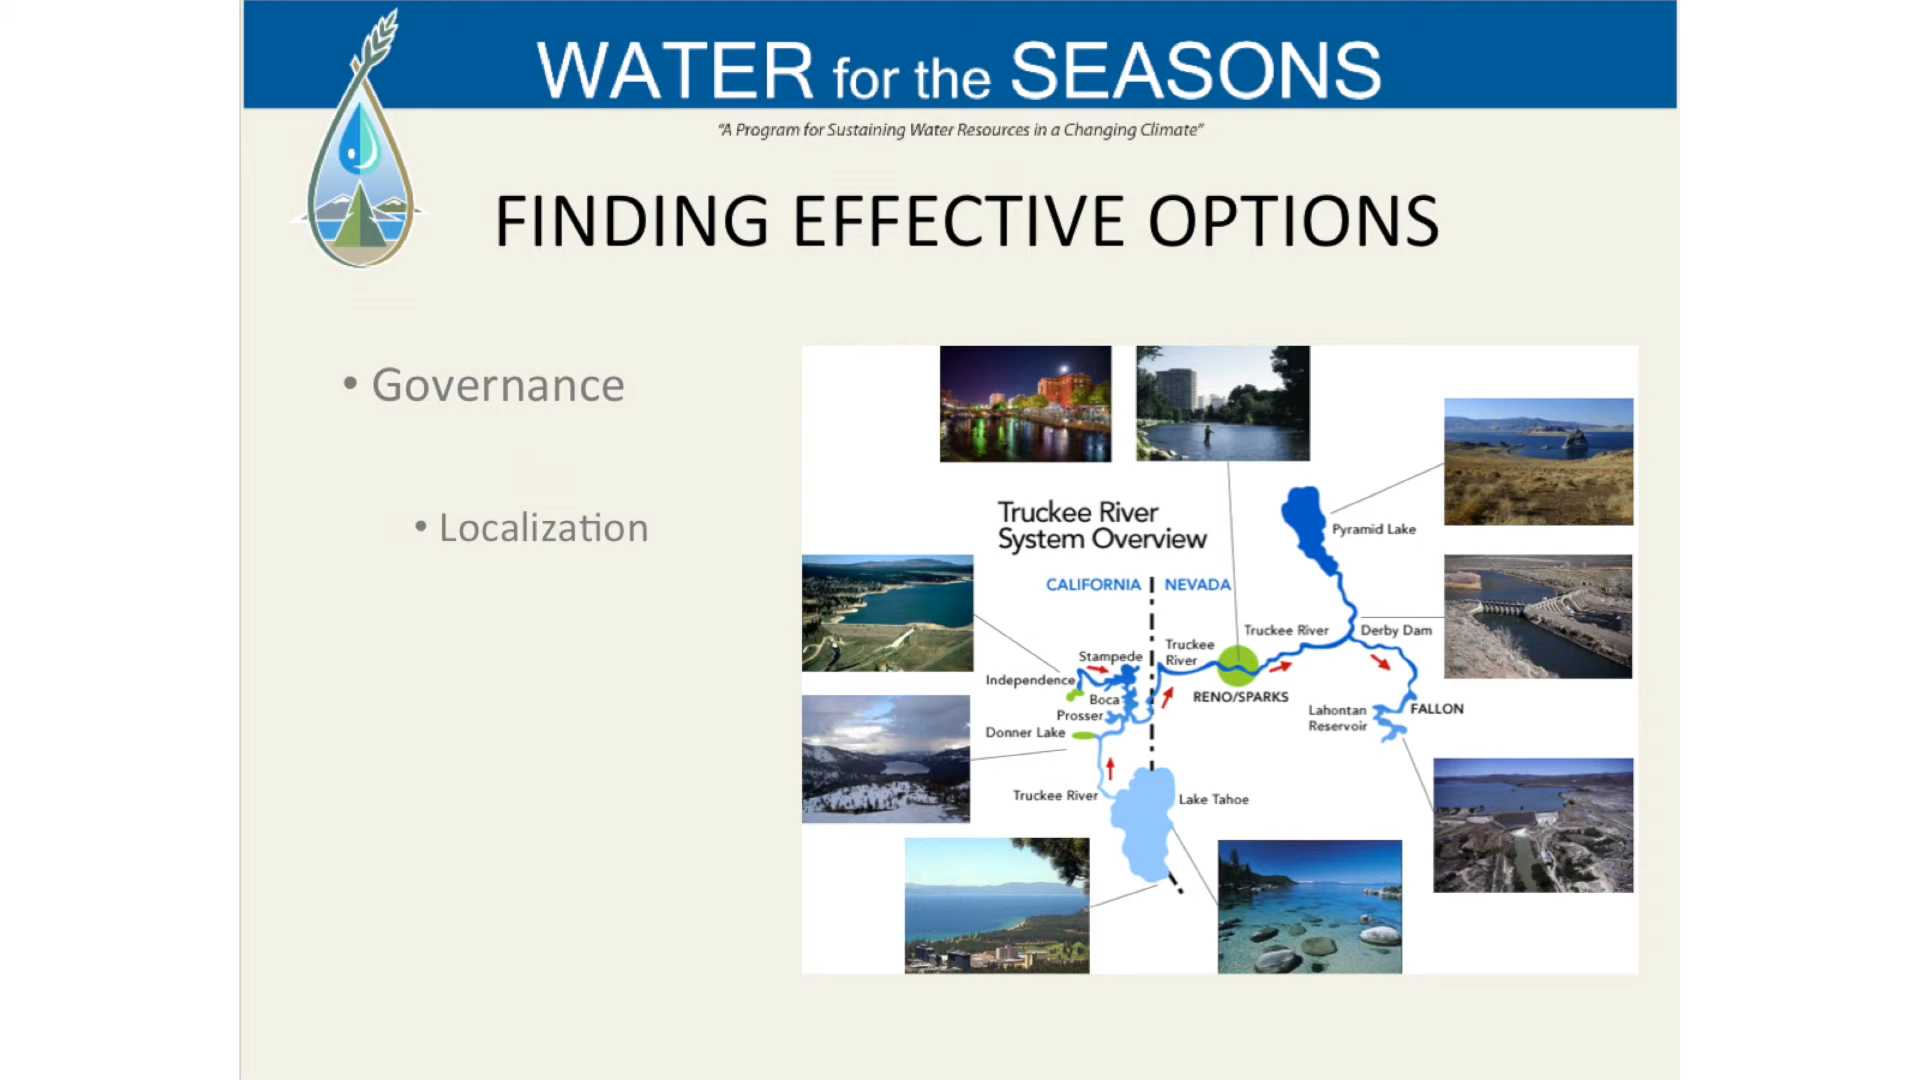 WATER for the SEASONS
"A Program for Sustaining Water Resources in a Changing Climate"
FINDING EFFECTIVE OPTIONS
• Governance
• Localization
Truckee River
System Overview
CALIFORNIA
NEVADA
Pyramid Lake
Truckee River
Derby Dam
Truckee
River
Stampede
Independence
Boca
Prosser
Donner Lake
RENO/SPARKS
Lahontan
Reservoir
FALLON
Truckee River
Lake Tahoe